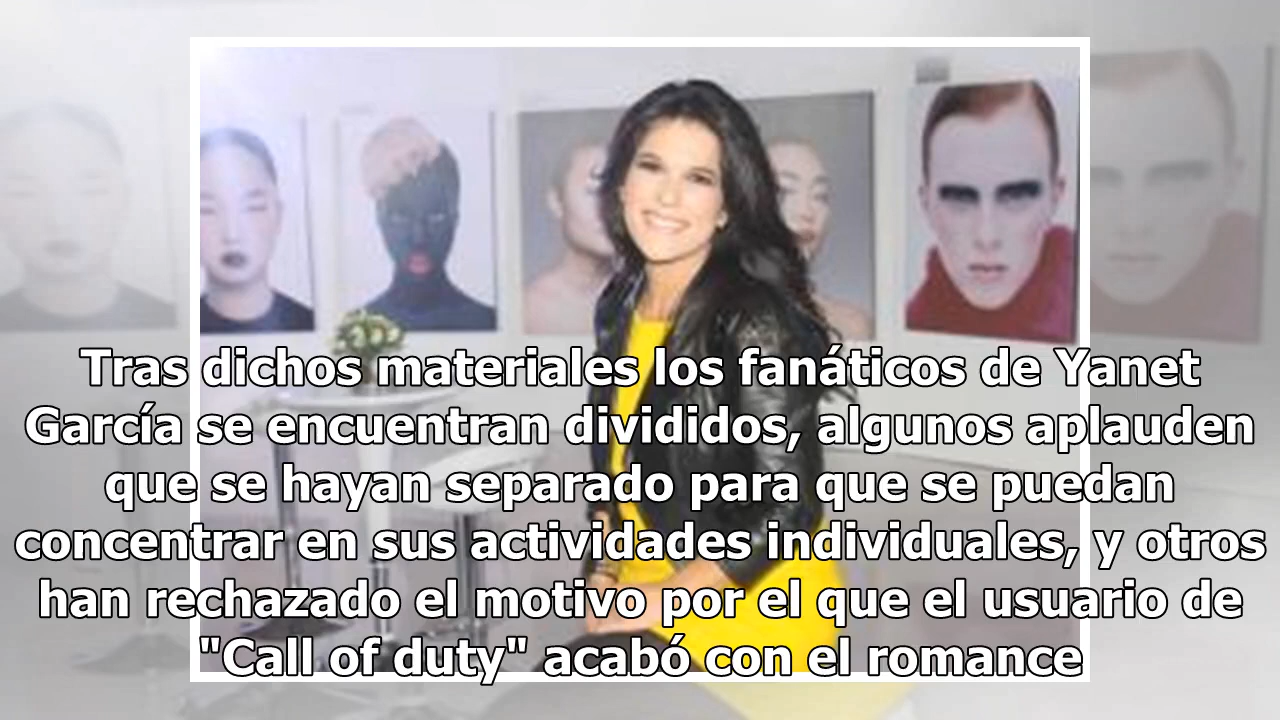 Tras dichos materiales los fanáticos de Yanet
García se encuentran divididos, algunos aplauden
que se hayan separado para que se puedan
concentrar en sus actividades individuales, y otros
han rechazado el motivo por el que el usuario de
"Call of duty" acabó con el romance